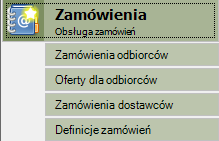 Zamówienia
Obsługa zamówień
Zamówienia odbiorców
Oferty dla odbiorców
Zamówienia dostawców
Definicje zamówień